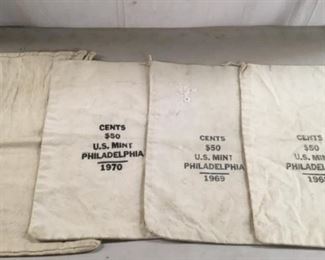 CENTS
$50
U.S. MINT
PHILADELPHIA
1970
CENTS
$50
U.S. MINT
PHILADELPHIA
1969
CENTS
$50
U.S. MINT
PHILADELPHIA